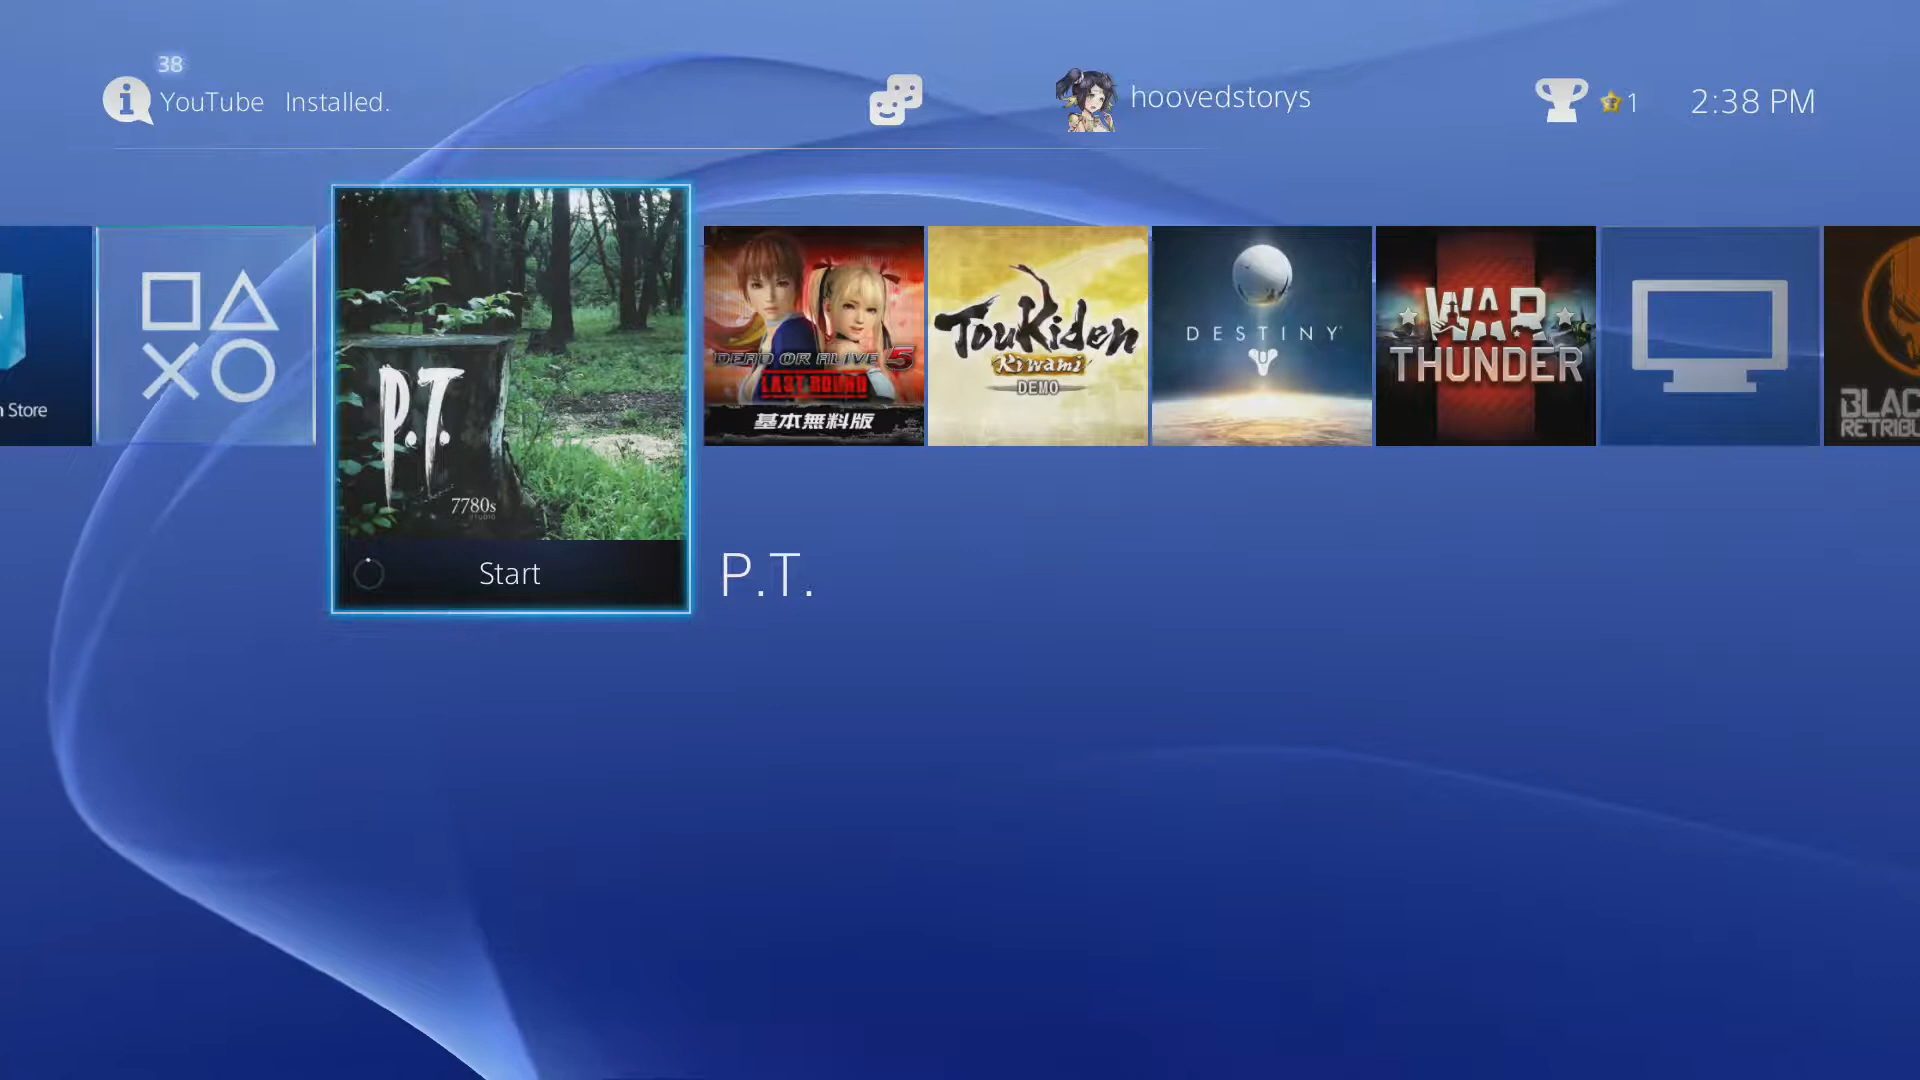 38
YouTube Installed.
hoovedstorys
1
2:38 PM
Store
P.T.
7780s
STUDIO
Start
P.T.
DEAD OR ALIVE 5
LAST ROUND
基本無料版
TOUKIDEN
Kiwami
DEMO
DESTINY
WAR
THUNDER
BLAC
RETRIBU